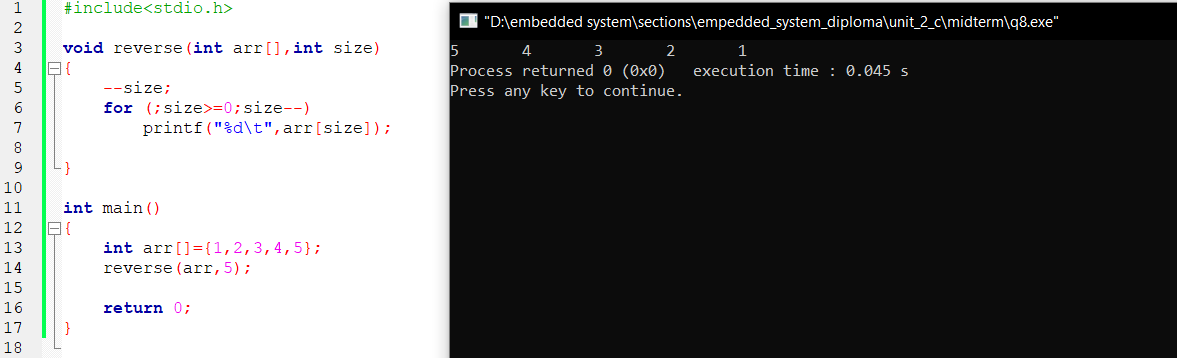 1 #include<stdio.h>
2
3 void reverse(int arr[],int size)
4 {
5 --size;
6 for (;size>=0;size--)
7 printf("%d\t",arr[size]);
8
9 }
10
11 int main()
12 {
13 int arr[]={1,2,3,4,5};
14 reverse(arr,5);
15
16 return 0;
17 }
18
"D:\embedded system\sections\empedded_system_diploma\unit_2_c\midterm\q8.exe"
5 4 3 2 1
Process returned 0 (0x0) execution time : 0.045 s
Press any key to continue.